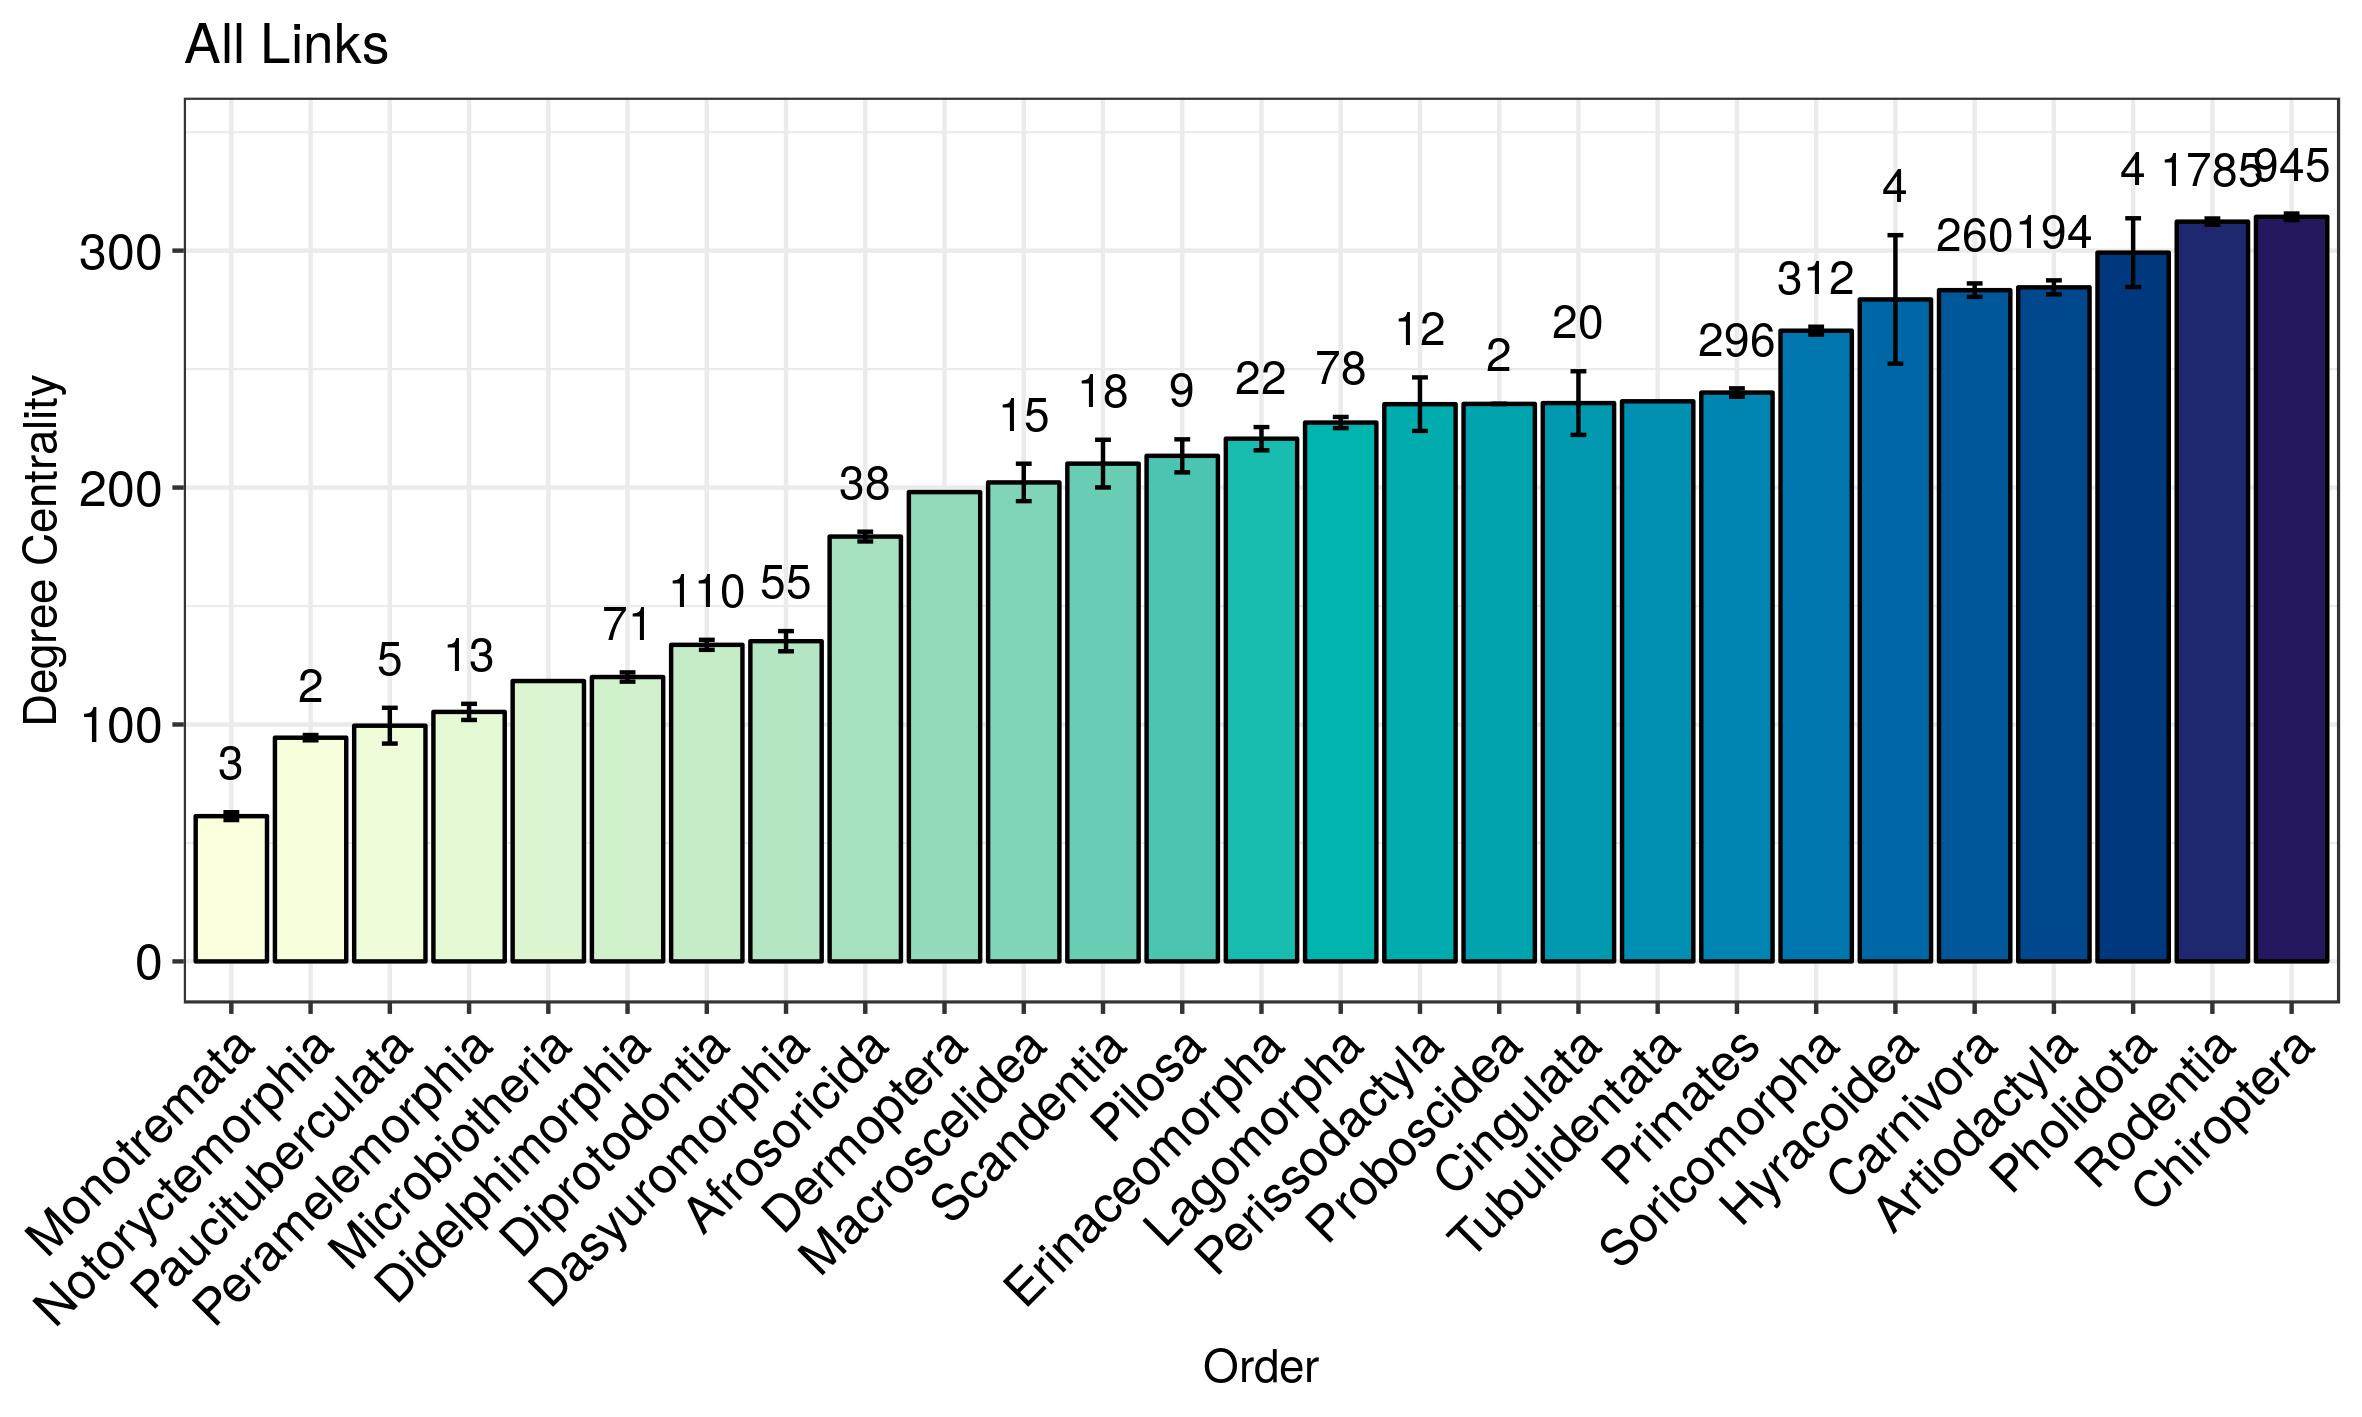 All Links
Degree Centrality
300
200
100
0
3
2
5
13
71
110
55
38
15
18
9
22
78
12
2
20
296
312
4
260
194
4
1785
945
Monotremata
Notoryctemorphia
Paucituberculata
Peramelemorphia
Microbiotheria
Didelphimorphia
Diprotodontia
Dasyuromorphia
Afrosoricida
Dermoptera
Macroscelidea
Scandentia
Pilosa
Erinaceomorpha
Lagomorpha
Perissodactyla
Proboscidea
Cingulata
Tubulidentata
Primates
Soricomorpha
Hyracoidea
Carnivora
Artiodactyla
Pholidota
Rodentia
Chiroptera
Order